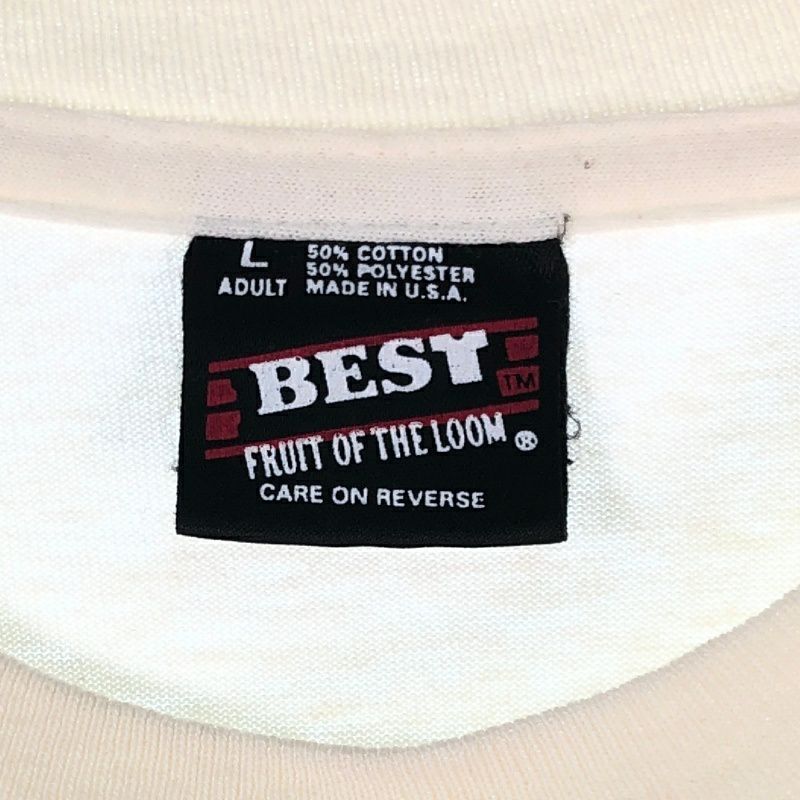 L 50% COTTON
50% POLYESTER
ADULT MADE IN U.S.A.
BEST TM
FRUIT OF THE LOOM ®
CARE ON REVERSE